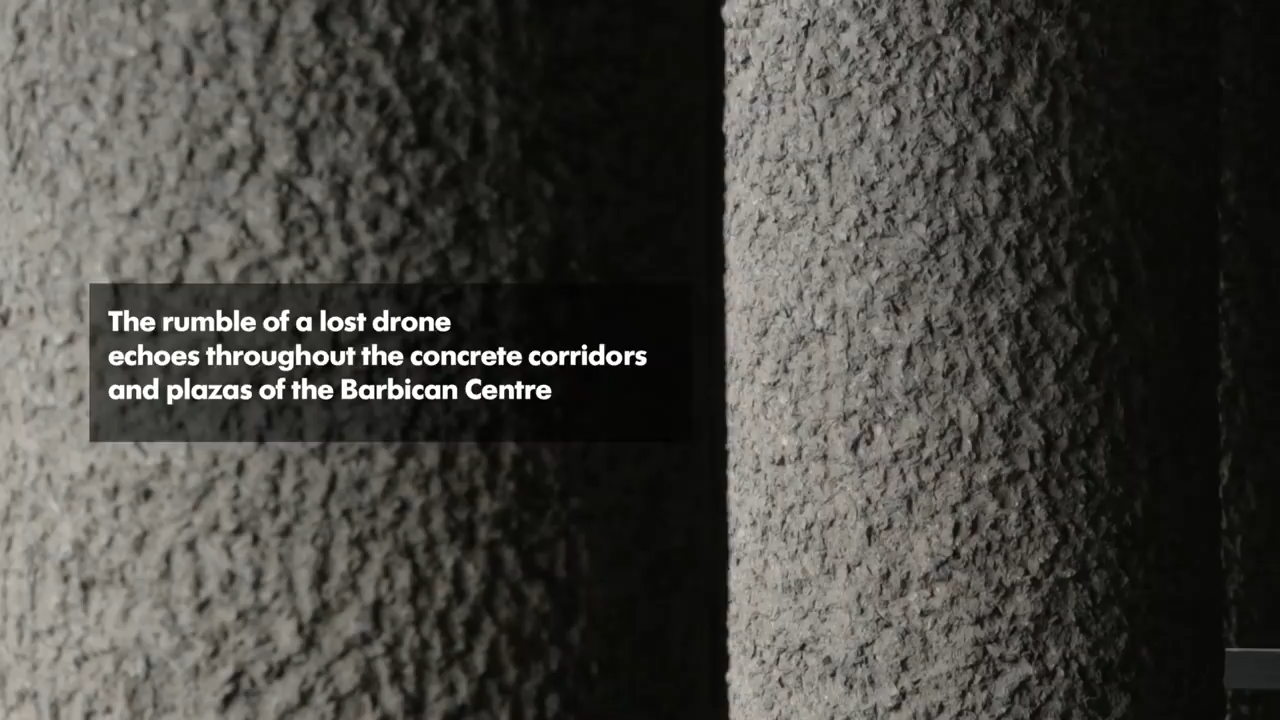 The rumble of a lost drone
echoes throughout the concrete corridors
and plazas of the Barbican Centre